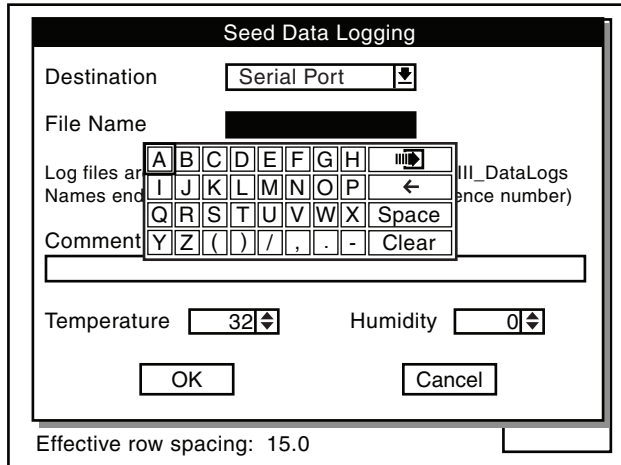 Seed Data Logging
Destination Serial Port
File Name
A B C D E F G H
Log files ar III_DataLogs
I J K L M N O P ←
Names end ence number)
Q R S T U V W X Space
Comment Y Z ( ) / , . - Clear
Temperature 32 Humidity 0
OK Cancel
Effective row spacing: 15.0